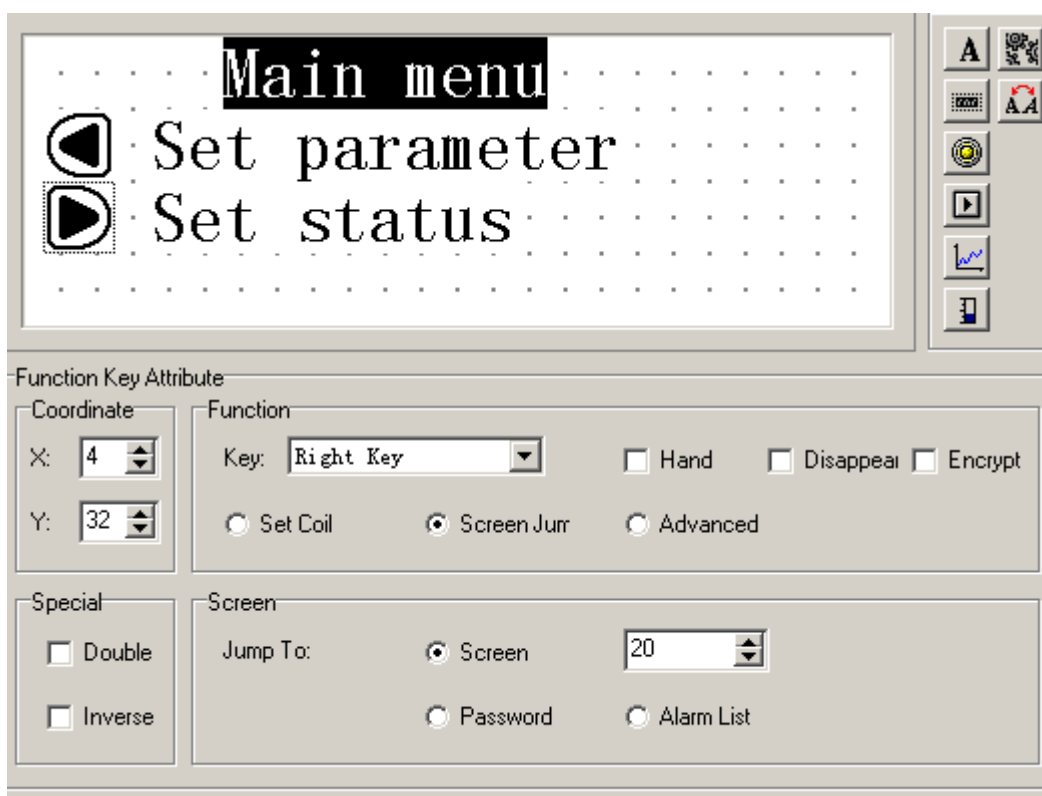 Main menu
Set parameter
Set status
A
A A
Function Key Attribute
Coordinate
Function
X: 4
Key: Right Key
Hand
Disappear
Encrypt
Y: 32
Set Coil
Screen Jum
Advanced
Special
Screen
Double
Jump To:
Screen
20
Inverse
Password
Alarm List